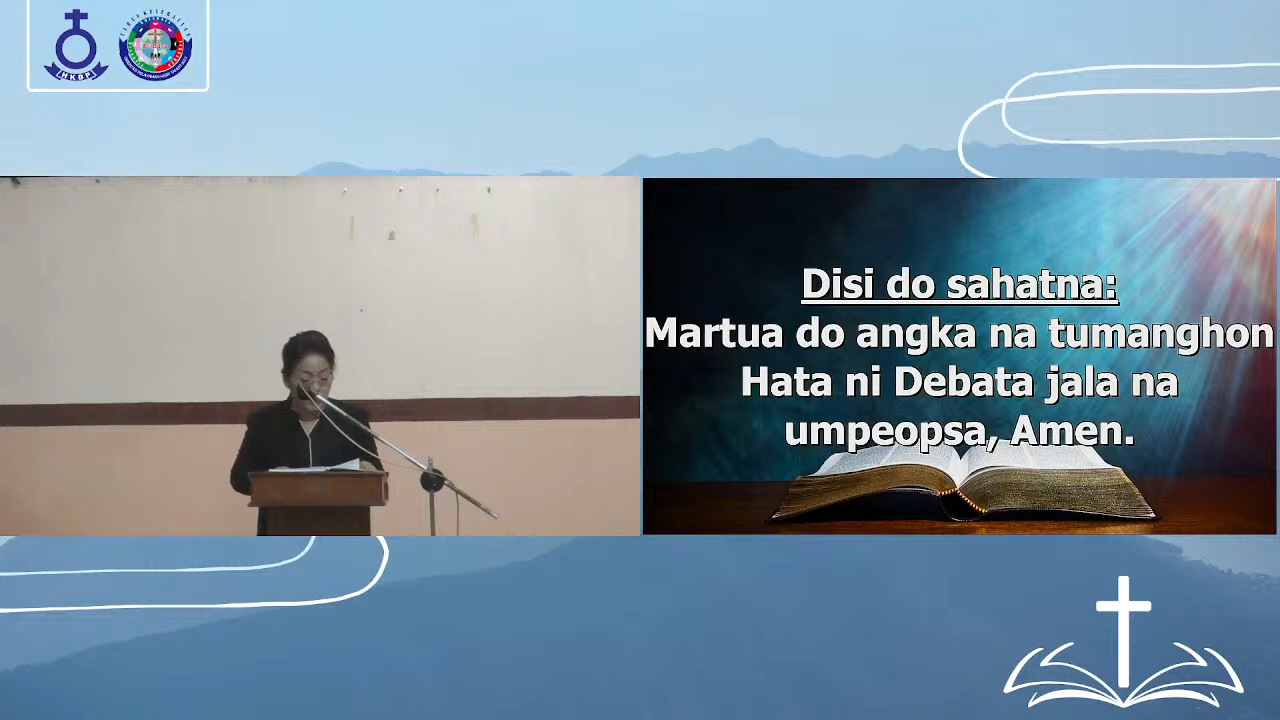 HKBP
Disi do sahatna:
Martua do angka na tumanghon
Hata ni Debata jala na
umpeopsa, Amen.